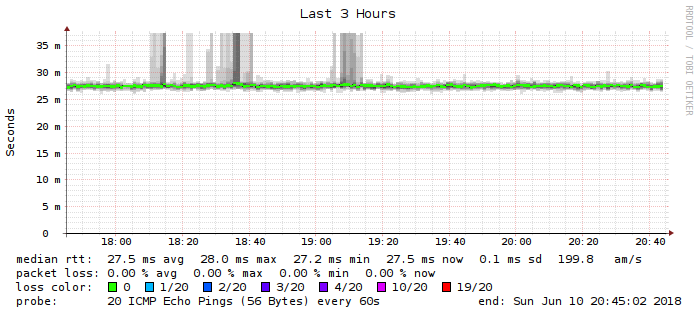 Last 3 Hours
RRDTOOL / TOBI OETIKER
Seconds
35 m
30 m
25 m
20 m
15 m
10 m
5 m
0
18:00 18:20 18:40 19:00 19:20 19:40 20:00 20:20 20:40
median rtt: 27.5 ms avg 28.0 ms max 27.2 ms min 27.5 ms now 0.1 ms sd 199.8 am/s
packet loss: 0.00 % avg 0.00 % max 0.00 % min 0.00 % now
loss color: 0 1/20 2/20 3/20 4/20 10/20 19/20
probe: 20 ICMP Echo Pings (56 Bytes) every 60s end: Sun Jun 10 20:45:02 2018